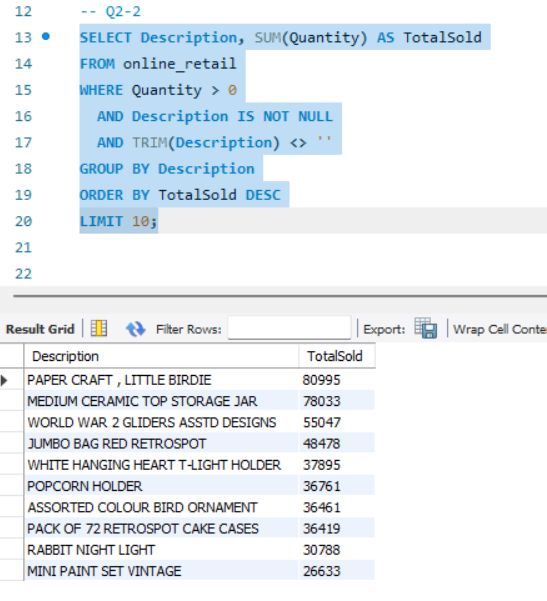 12 -- Q2-2
13 SELECT Description, SUM(Quantity) AS TotalSold
14 FROM online_retail
15 WHERE Quantity > 0
16 AND Description IS NOT NULL
17 AND TRIM(Description) <> ''
18 GROUP BY Description
19 ORDER BY TotalSold DESC
20 LIMIT 10;
21
22
Result Grid Filter Rows: Export: Wrap Cell Conte
Description TotalSold
PAPER CRAFT , LITTLE BIRDIE 80995
MEDIUM CERAMIC TOP STORAGE JAR 78033
WORLD WAR 2 GLIDERS ASSTD DESIGNS 55047
JUMBO BAG RED RETROSPOT 48478
WHITE HANGING HEART T-LIGHT HOLDER 37895
POPCORN HOLDER 36761
ASSORTED COLOUR BIRD ORNAMENT 36461
PACK OF 72 RETROSPOT CAKE CASES 36419
RABBIT NIGHT LIGHT 30788
MINI PAINT SET VINTAGE 26633